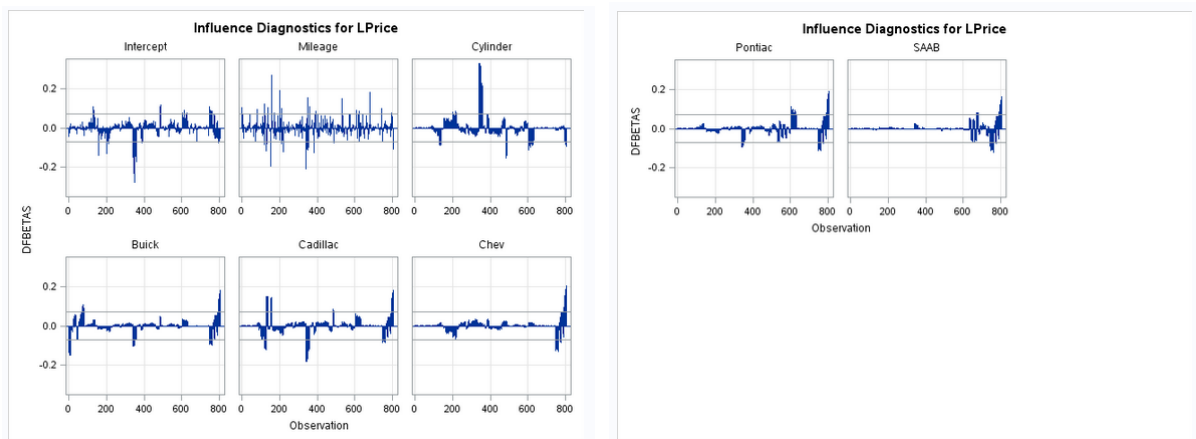 Influence Diagnostics for LPrice
Intercept Mileage Cylinder
0.2
0.0
-0.2
0 200 400 600 800 0 200 400 600 800 0 200 400 600 800
DFBETAS
Buick Cadillac Chev
0.2
0.0
-0.2
0 200 400 600 800 0 200 400 600 800 0 200 400 600 800
Observation
Influence Diagnostics for LPrice
Pontiac SAAB
0.2
0.0
-0.2
DFBETAS
0 200 400 600 800 0 200 400 600 800
Observation